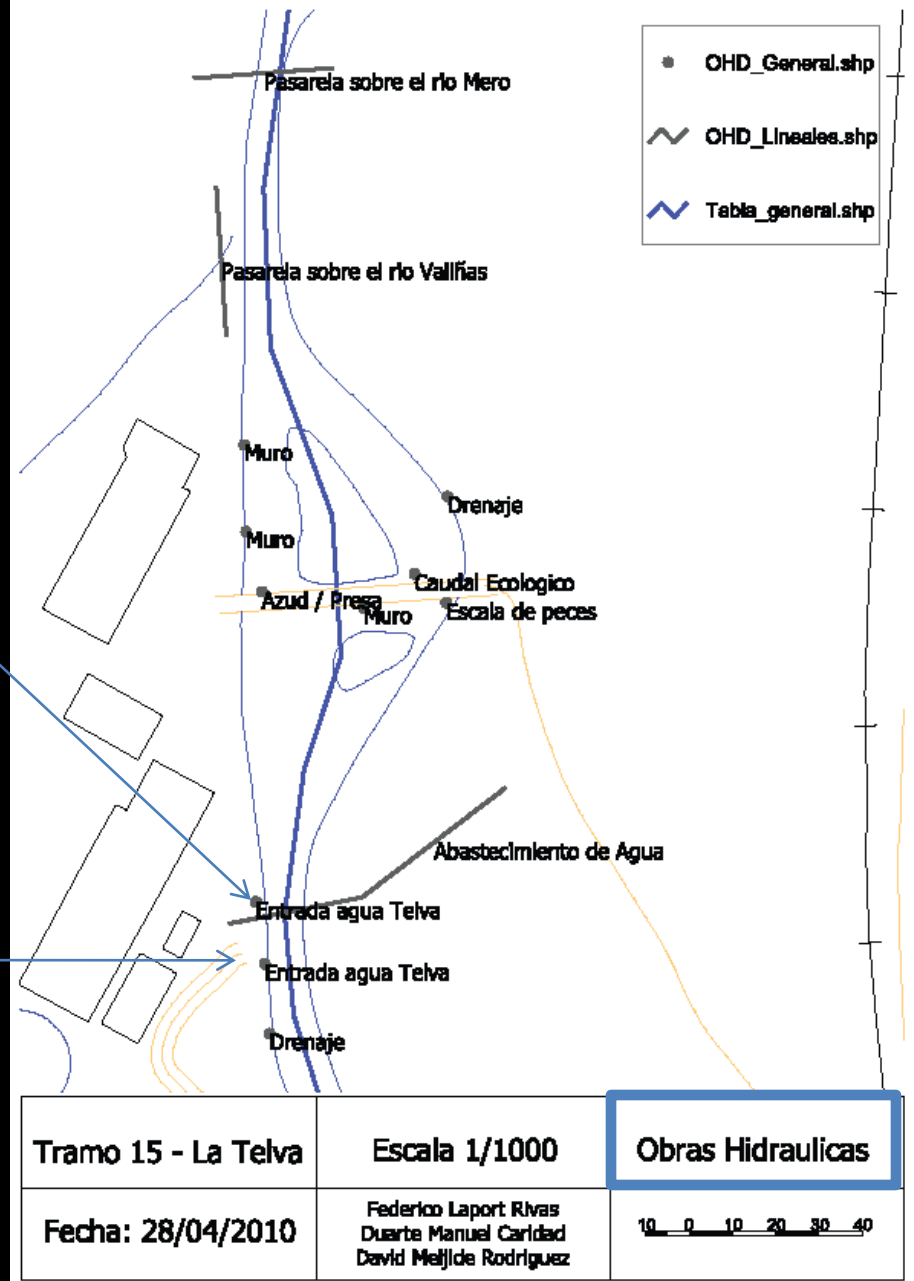 OHD_General.shp
OHD_Lineales.shp
Tabla_general.shp
Pasarela sobre el rio Mero
Pasarela sobre el rio Valiñas
Muro
Drenaje
Muro
Caudal Ecologico
Azud / Presa
Muro
Escala de peces
Abastecimiento de Agua
Entrada agua Telva
Entrada agua Telva
Drenaje
Tramo 15 - La Telva
Escala 1/1000
Obras Hidraulicas
Fecha: 28/04/2010
Federico Laport Rivas
Duarte Manuel Caridad
David Meijide Rodriguez
10 0 10 20 30 40